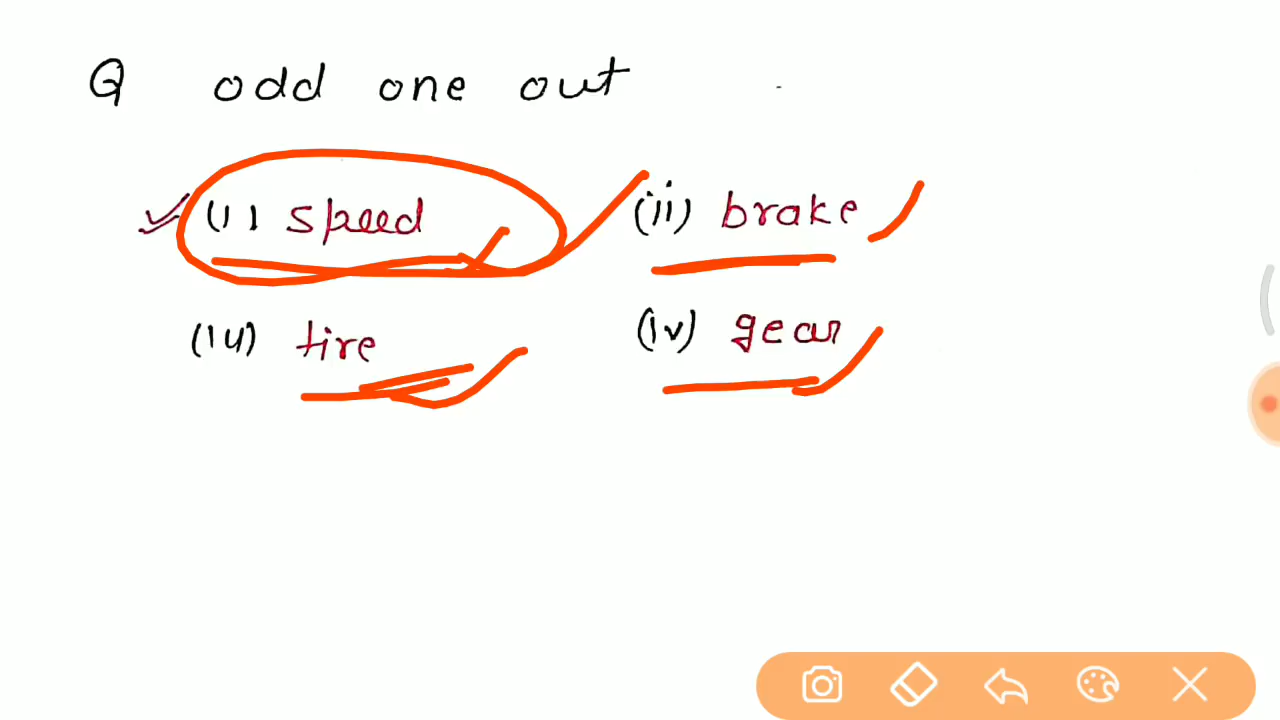 Q odd one out
(i) speed (ii) brake
(iii) tire (iv) gear